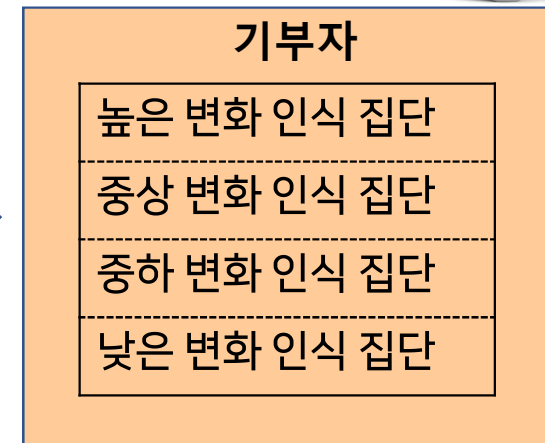 기부자
높은 변화 인식 집단
중상 변화 인식 집단
중하 변화 인식 집단
낮은 변화 인식 집단